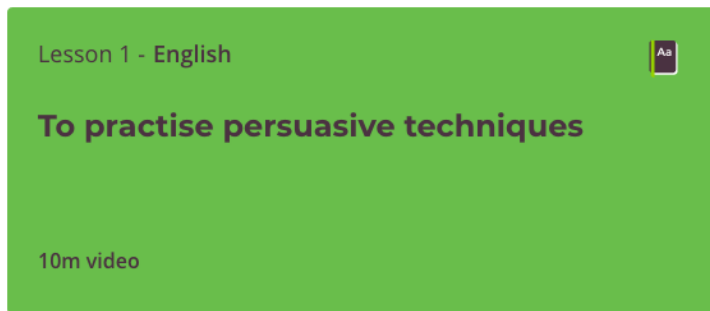 Lesson 1 - English
Aa
To practise persuasive techniques
10m video